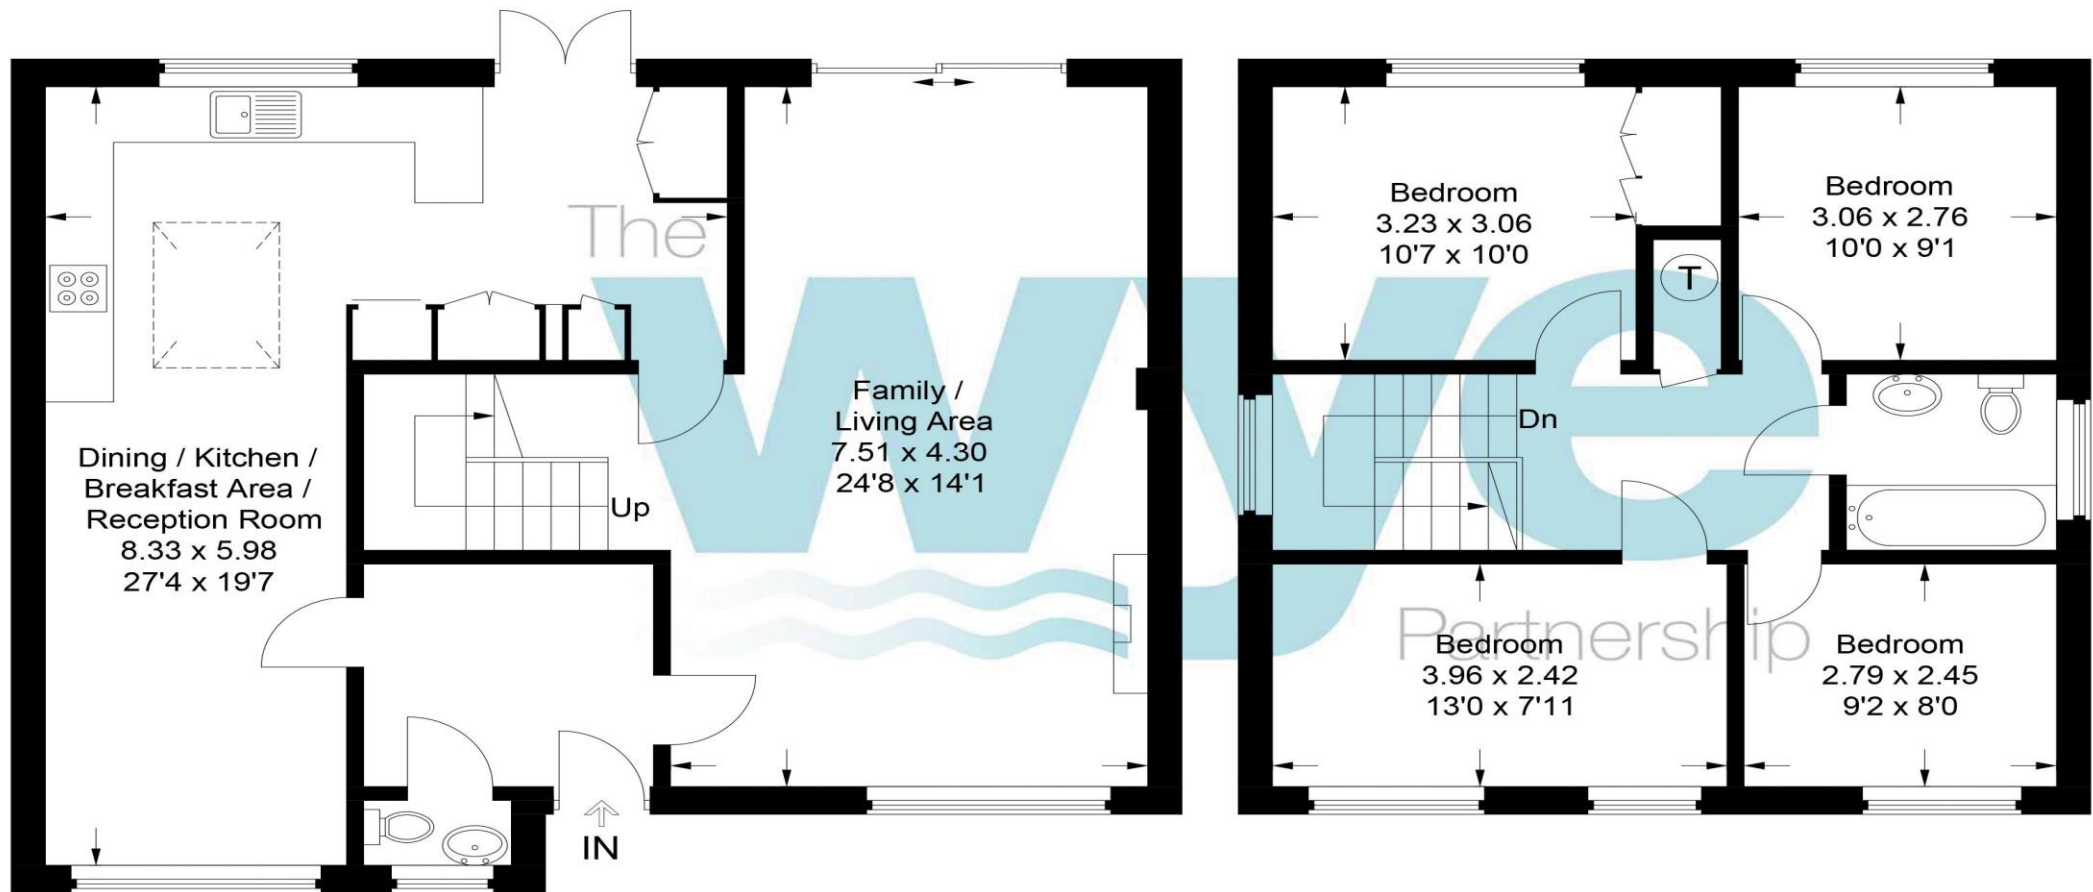 Dining / Kitchen /
Breakfast Area /
Reception Room
8.33 x 5.98
27'4 x 19'7
Up
IN
Family /
Living Area
7.51 x 4.30
24'8 x 14'1
Bedroom
3.23 x 3.06
10'7 x 10'0
T
Bedroom
3.06 x 2.76
10'0 x 9'1
Dn
Bedroom
3.96 x 2.42
13'0 x 7'11
Bedroom
2.79 x 2.45
9'2 x 8'0
The
wye
Partnership